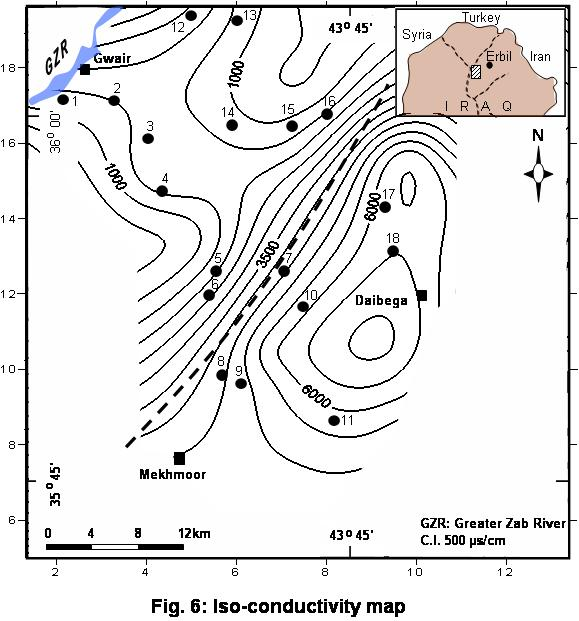 43° 45'
Turkey
Syria
Erbil
Iran
I R A Q
GZR
Gwair
12
13
18
1000
1
2
14
15
16
36° 00'
16
3
N
1000
4
17
14
6000
18
3500
5
7
6
12
10
Daibega
8
9
10
6000
11
8
Mekhmoor
35° 45'
6
GZR: Greater Zab River
C.I. 500 µs/cm
0 4 8 12km
43° 45'
2 4 6 8 10 12
Fig. 6: Iso-conductivity map